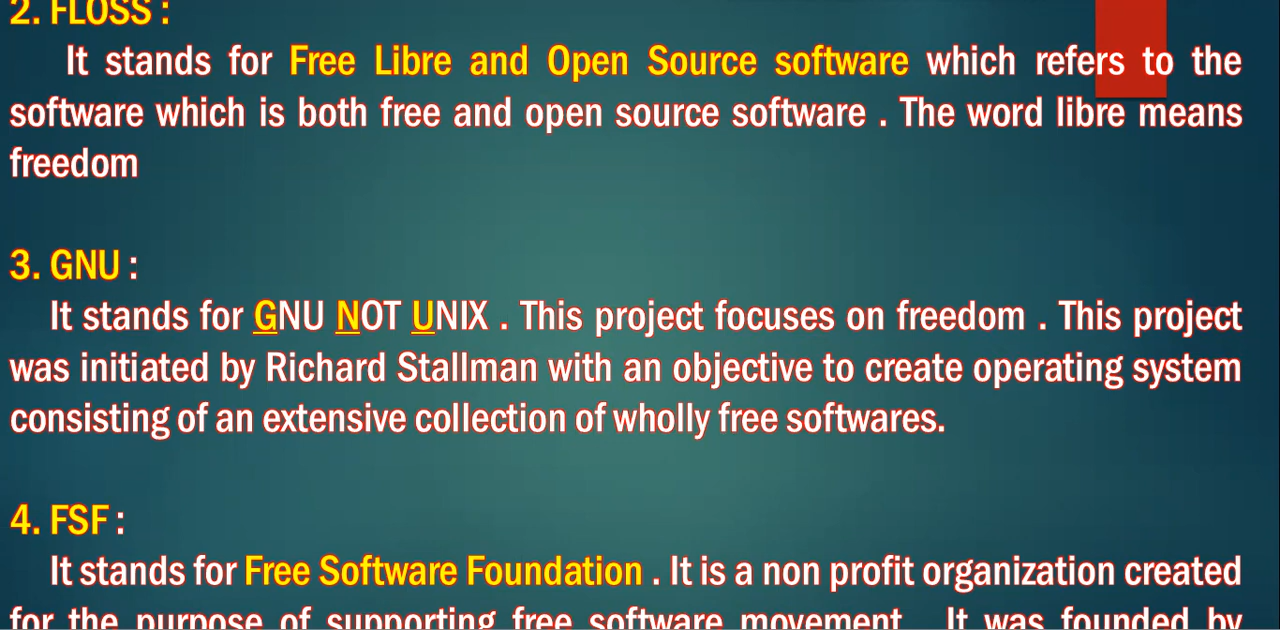 2. FLOSS :
It stands for Free Libre and Open Source software which refers to the
software which is both free and open source software . The word libre means
freedom
3. GNU :
It stands for GNU NOT UNIX . This project focuses on freedom . This project
was initiated by Richard Stallman with an objective to create operating system
consisting of an extensive collection of wholly free softwares.
4. FSF :
It stands for Free Software Foundation . It is a non profit organization created
for the purpose of supporting free software movement . It was founded by